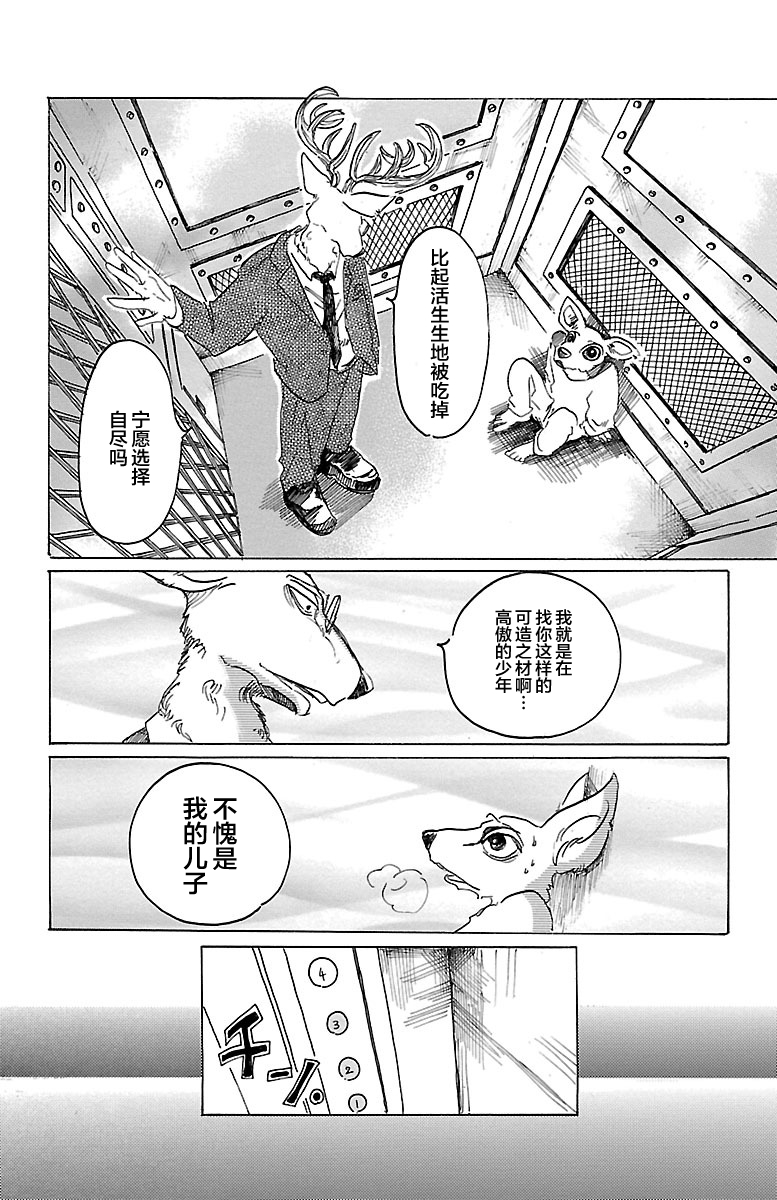 比起活生生
地被吃掉
宁愿选择
自尽吗
我就是在
找你这样的
可造之材啊…
高傲的少年
不愧是
我的儿子
4
3
2
1
チーン。